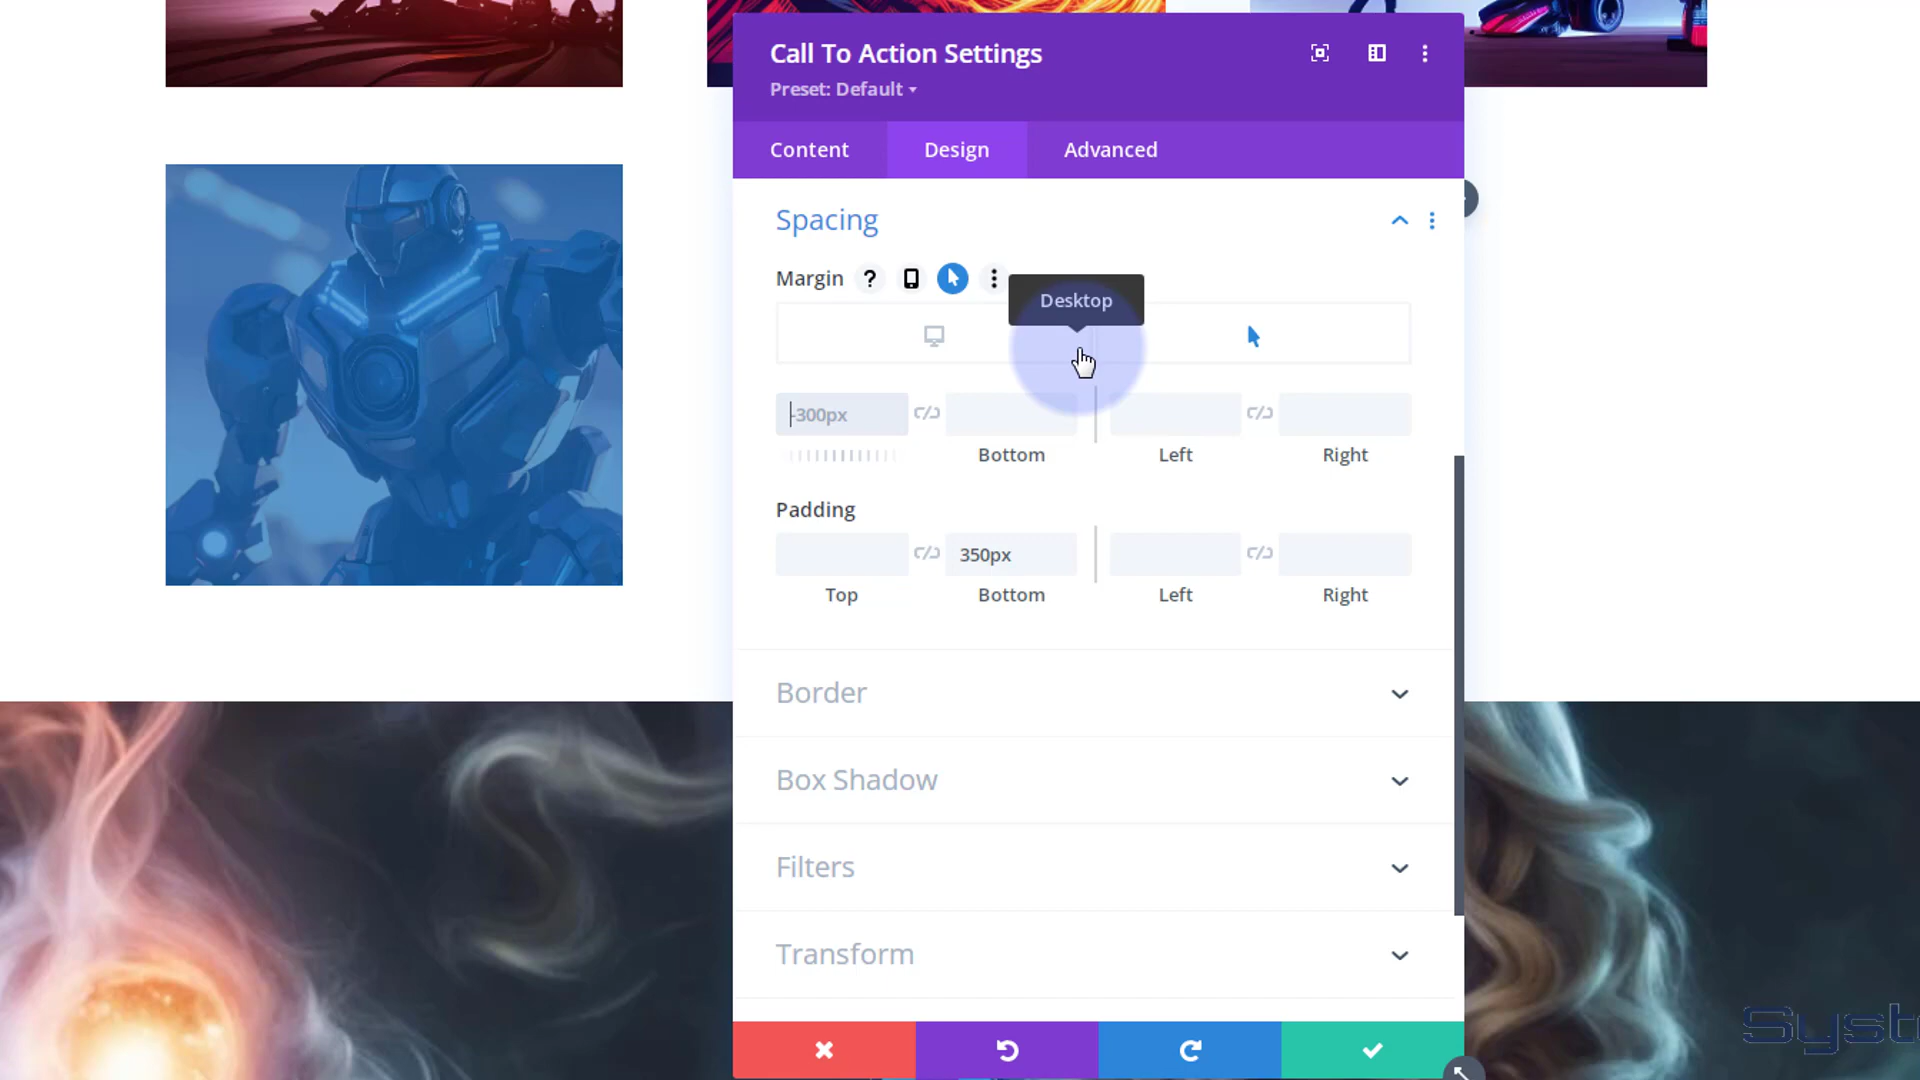 Call To Action Settings
Preset: Default
Content Design Advanced
Spacing
Margin ?
Desktop
-300px
Bottom Left Right
Padding
350px
Top Bottom Left Right
Border
Box Shadow
Filters
Transform
Syst